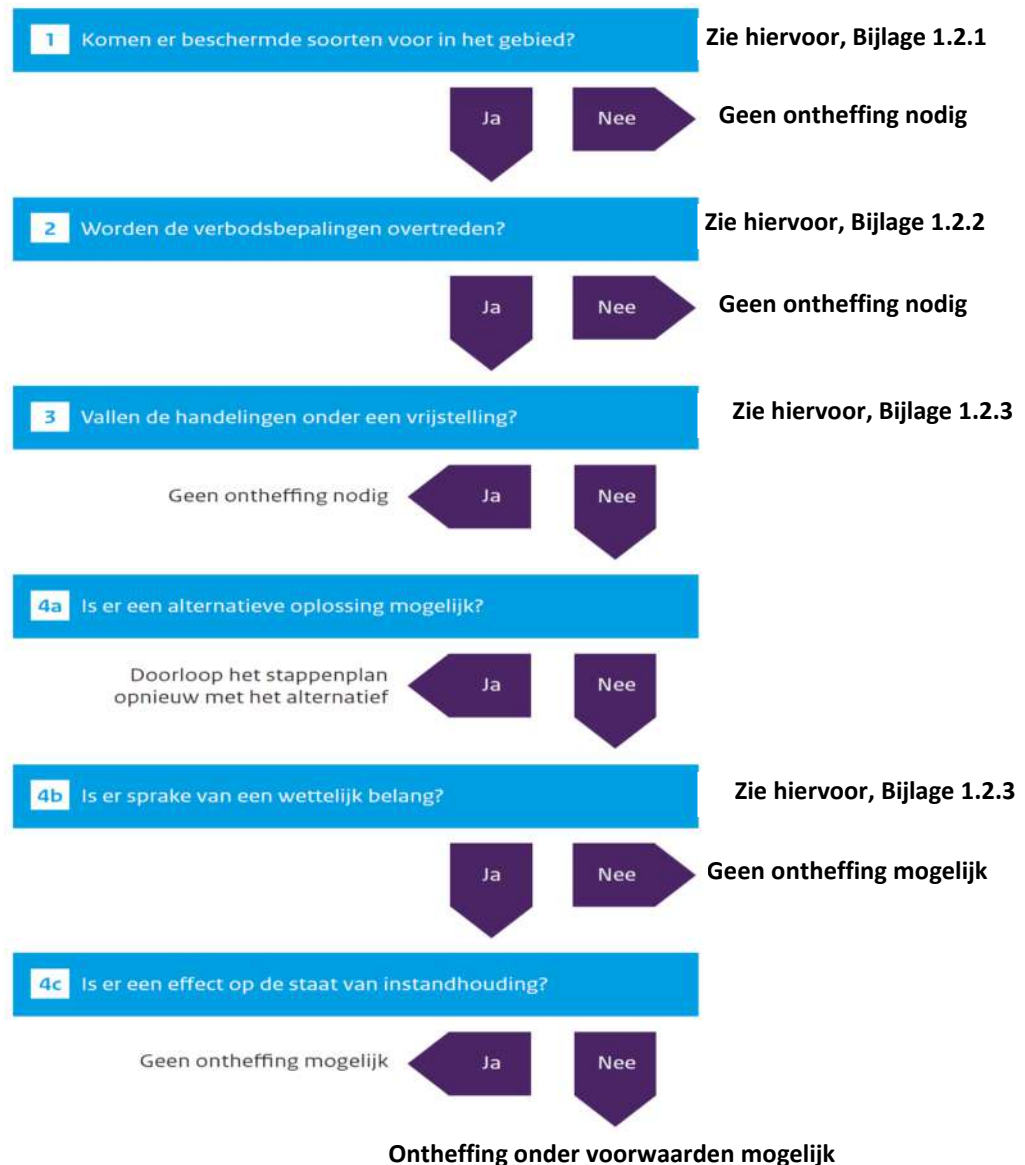 1 Komen er beschermde soorten voor in het gebied? Zie hiervoor, Bijlage 1.2.1
Ja Nee Geen ontheffing nodig
2 Worden de verbodsbepalingen overtreden? Zie hiervoor, Bijlage 1.2.2
Ja Nee Geen ontheffing nodig
3 Vallen de handelingen onder een vrijstelling? Zie hiervoor, Bijlage 1.2.3
Geen ontheffing nodig Ja Nee
4a Is er een alternatieve oplossing mogelijk?
Doorloop het stappenplan
opnieuw met het alternatief Ja Nee
4b Is er sprake van een wettelijk belang? Zie hiervoor, Bijlage 1.2.3
Ja Nee Geen ontheffing mogelijk
4c Is er een effect op de staat van instandhouding?
Geen ontheffing mogelijk Ja Nee
Ontheffing onder voorwaarden mogelijk